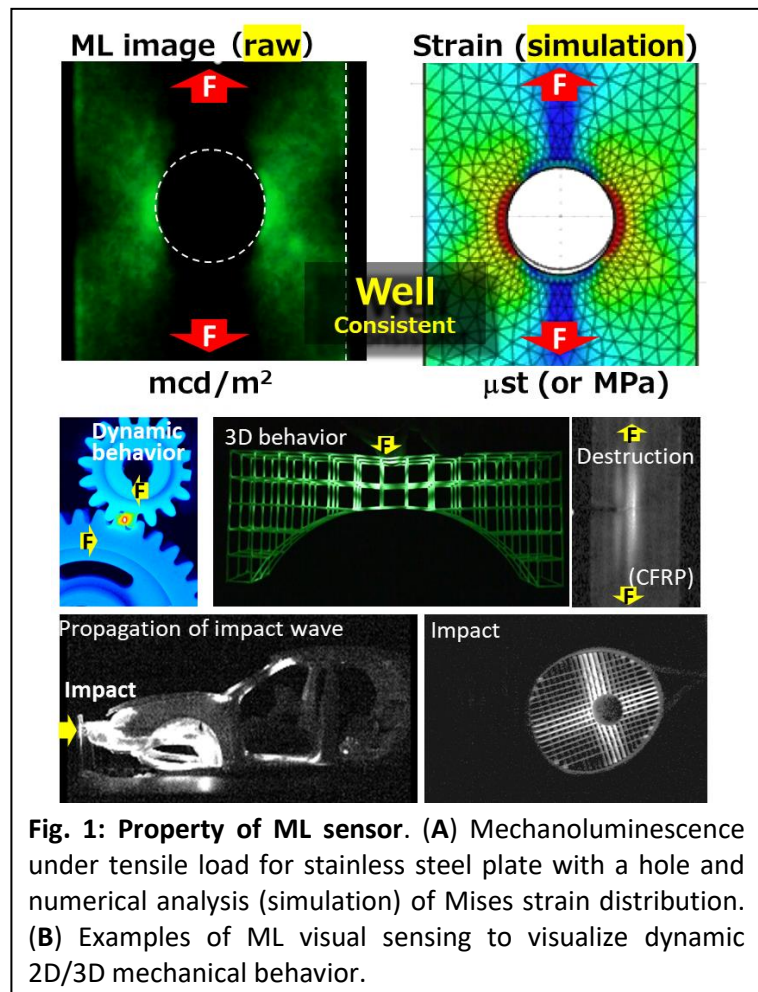 ML image (raw)
Strain (simulation)
F
F
Well
Consistent
F
F
mcd/m²
μst (or MPa)
Dynamic
behavior
F
F
3D behavior
F
F
Destruction
(CFRP)
F
Propagation of impact wave
Impact
Impact
Fig. 1: Property of ML sensor. (A) Mechanoluminescence
under tensile load for stainless steel plate with a hole and
numerical analysis (simulation) of Mises strain distribution.
(B) Examples of ML visual sensing to visualize dynamic
2D/3D mechanical behavior.